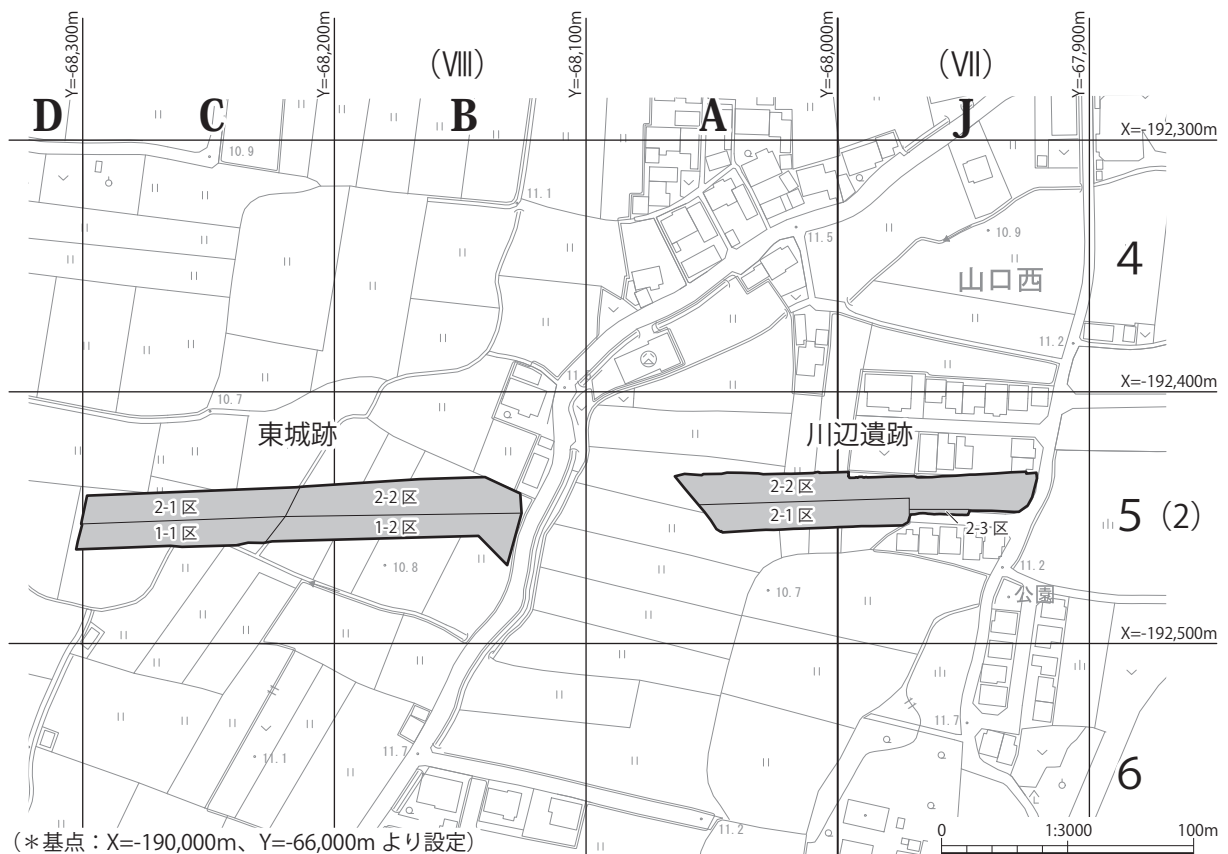 Y=-68,300m
Y=-68,200m
Y=-68,100m
Y=-68,000m
Y=-67,900m
(Ⅷ)
(Ⅶ)
D
C
B
A
J
X=-192,300m
10.9
11.1
11.5
10.9
4
山口西
11.2
X=-192,400m
10.7
東城跡
川辺遺跡
2-1 区
2-2 区
1-1 区
1-2 区
2-2 区
2-1 区
2-3 区
5 (2)
10.8
10.7
11.2
公園
X=-192,500m
11.7
11.7
11.1
6
11.2
(＊基点：X=-190,000m、Y=-66,000m より設定)
0
1:3000
100m